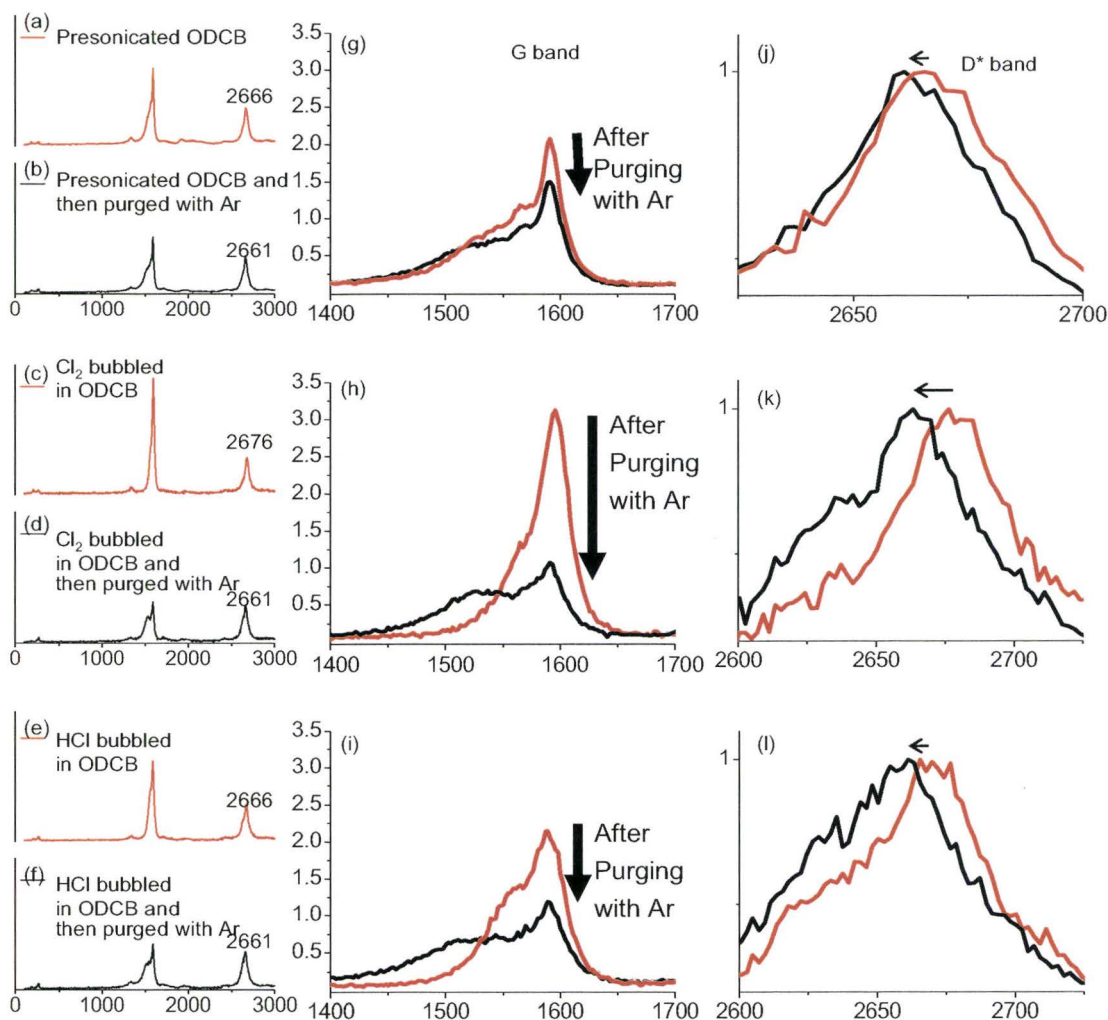 (a)
Presonicated ODCB
2666
(b)
Presonicated ODCB and
then purged with Ar
2661
0 1000 2000 3000
(g)
G band
3.5
3.0
2.5
2.0
1.5
1.0
0.5
After
Purging
with Ar
1400 1500 1600 1700
(j)
D* band
1
2650 2700
(c)
Cl₂ bubbled
in ODCB
2676
(d)
Cl₂ bubbled
in ODCB and
then purged with Ar
2661
0 1000 2000 3000
(h)
3.5
3.0
2.5
2.0
1.5
1.0
0.5
After
Purging
with Ar
1400 1500 1600 1700
(k)
1
2600 2650 2700
(e)
HCl bubbled
in ODCB
2666
(f)
HCl bubbled
in ODCB and
then purged with Ar
2661
0 1000 2000 3000
(i)
3.5
3.0
2.5
2.0
1.5
1.0
0.5
After
Purging
with Ar
1400 1500 1600 1700
(l)
1
2600 2650 2700